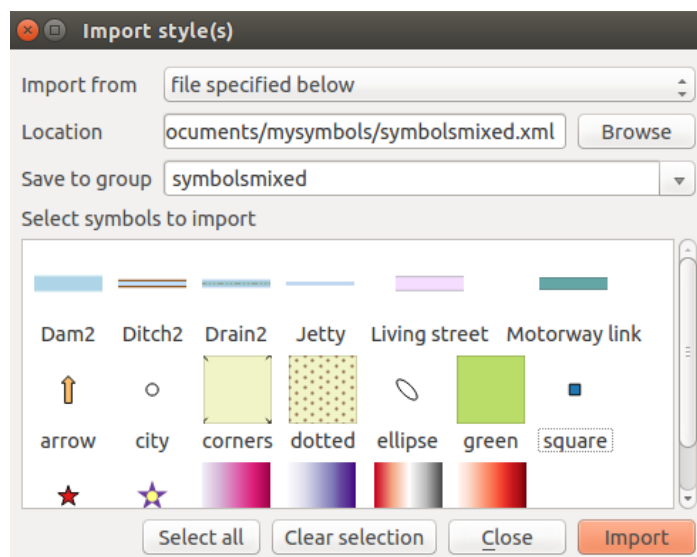 Import style(s)
Import from file specified below
Location ocuments/mysymbols/symbolsmixed.xml Browse
Save to group symbolsmixed
Select symbols to import
Dam2 Ditch2 Drain2 Jetty Living street Motorway link
arrow city corners dotted ellipse green square
Select all Clear selection Close Import